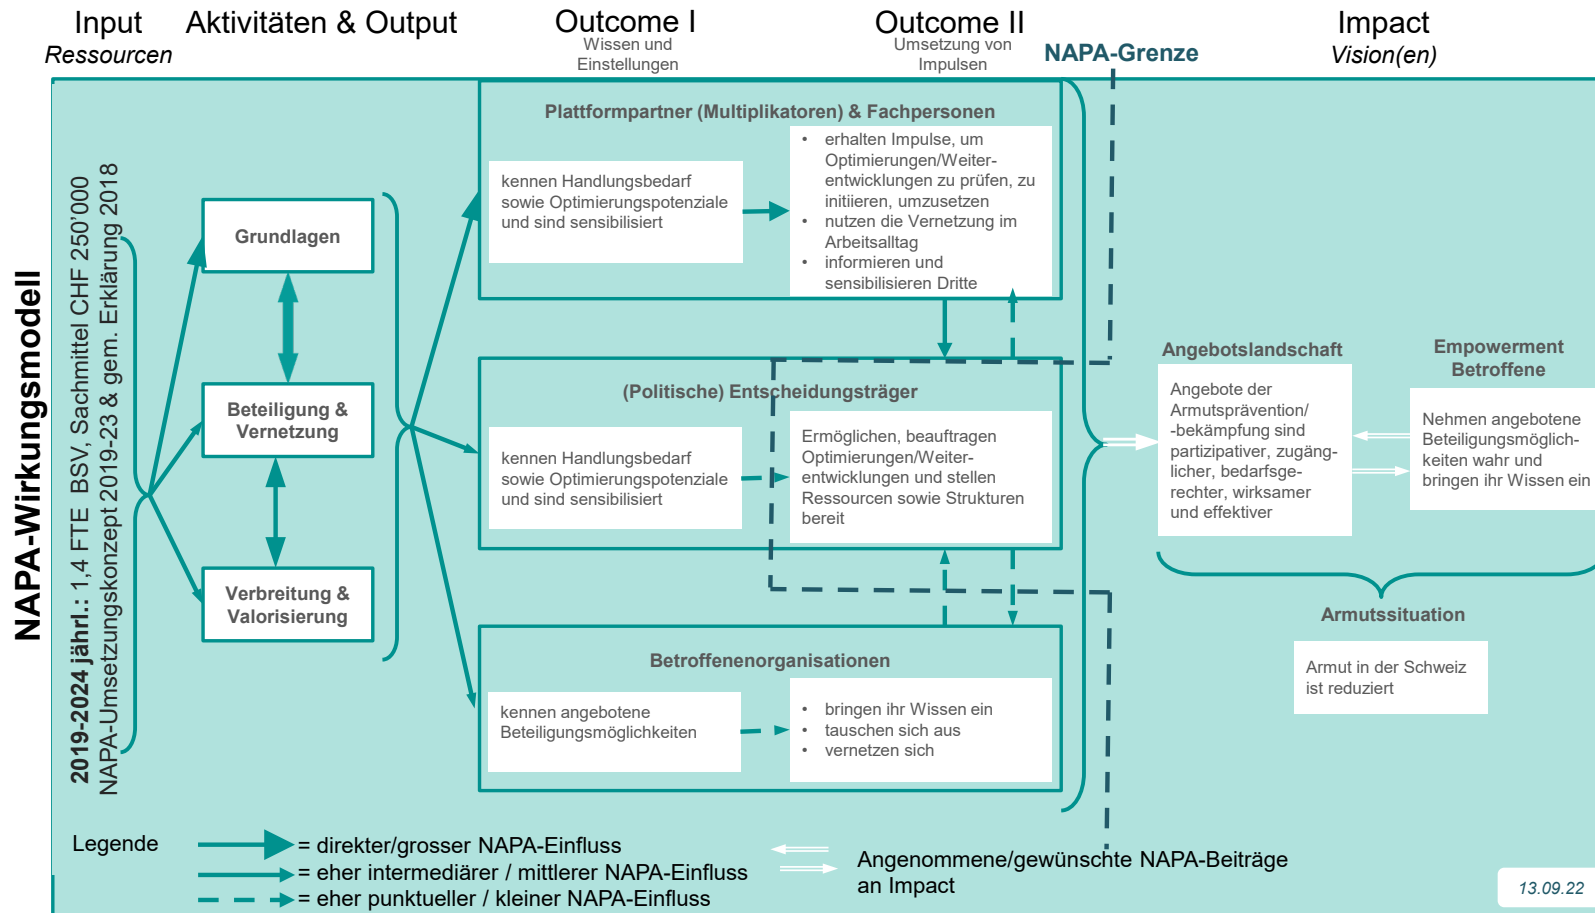 Input
Ressourcen
Aktivitäten & Output
Outcome I
Wissen und
Einstellungen
Outcome II
Umsetzung von
Impulsen
NAPA-Grenze
Impact
Vision(en)
NAPA-Wirkungsmodell
2019-2024 jährl.: 1,4 FTE BSV, Sachmittel CHF 250'000
NAPA-Umsetzungskonzept 2019-23 & gem. Erklärung 2018
Grundlagen
Beteiligung &
Vernetzung
Verbreitung &
Valorisierung
Plattformpartner (Multiplikatoren) & Fachpersonen
kennen Handlungsbedarf
sowie Optimierungspotenziale
und sind sensibilisiert
• erhalten Impulse, um
Optimierungen/Weiter-
entwicklungen zu prüfen, zu
initiieren, umzusetzen
• nutzen die Vernetzung im
Arbeitsalltag
• informieren und
sensibilisieren Dritte
(Politische) Entscheidungsträger
kennen Handlungsbedarf
sowie Optimierungspotenziale
und sind sensibilisiert
Ermöglichen, beauftragen
Optimierungen/Weiter-
entwicklungen und stellen
Ressourcen sowie Strukturen
bereit
Betroffenenorganisationen
kennen angebotene
Beteiligungsmöglichkeiten
• bringen ihr Wissen ein
• tauschen sich aus
• vernetzen sich
Angebotslandschaft
Angebote der
Armutsprävention/
-bekämpfung sind
partizipativer, zugäng-
licher, bedarfsge-
rechter, wirksamer
und effektiver
Empowerment
Betroffene
Nehmen angebotene
Beteiligungsmöglich-
keiten wahr und
bringen ihr Wissen ein
Armutssituation
Armut in der Schweiz
ist reduziert
Legende
= direkter/grosser NAPA-Einfluss
= eher intermediärer / mittlerer NAPA-Einfluss
= eher punktueller / kleiner NAPA-Einfluss
Angenommene/gewünschte NAPA-Beiträge
an Impact
13.09.22